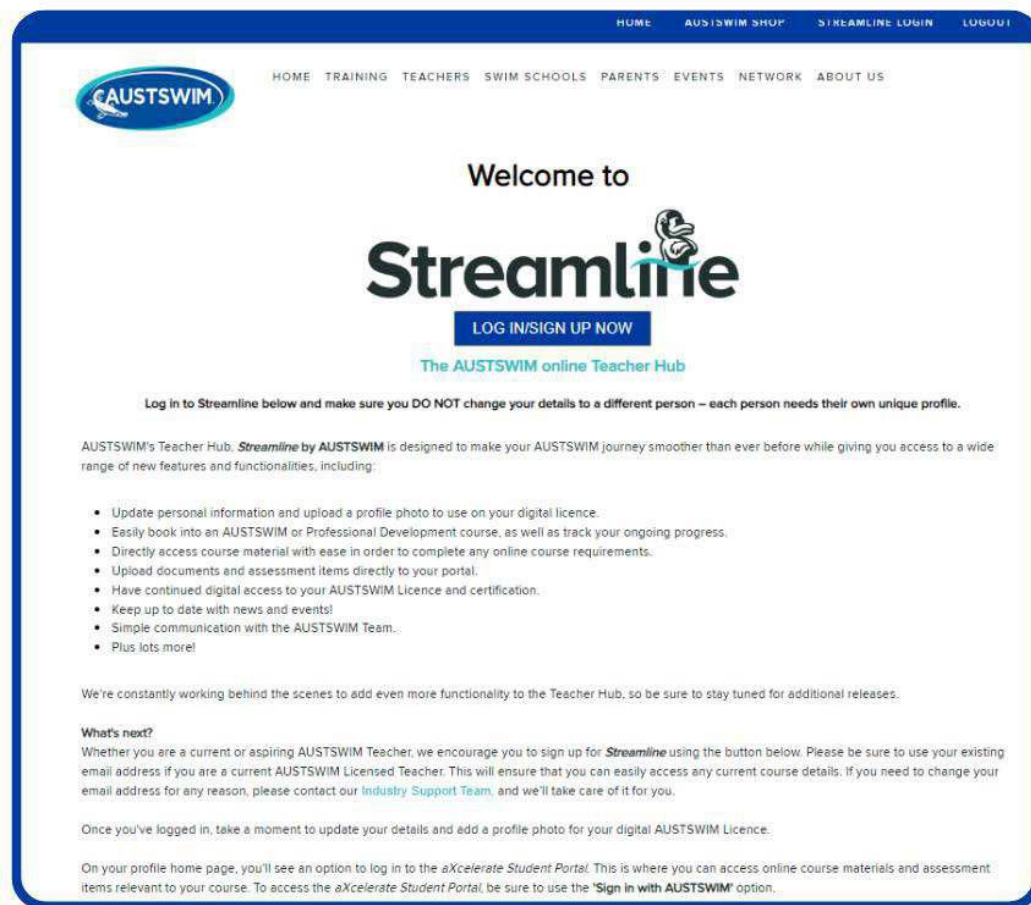 HOME AUSTSWIM SHOP STREAMLINE LOGIN LOGOUT
HOME TRAINING TEACHERS SWIM SCHOOLS PARENTS EVENTS NETWORK ABOUT US
AUSTSWIM
Welcome to
Streamline
LOG IN/SIGN UP NOW
The AUSTSWIM online Teacher Hub
Log in to Streamline below and make sure you DO NOT change your details to a different person – each person needs their own unique profile.
AUSTSWIM's Teacher Hub, Streamline by AUSTSWIM is designed to make your AUSTSWIM journey smoother than ever before while giving you access to a wide
range of new features and functionalities, including:
• Update personal information and upload a profile photo to use on your digital licence.
• Easily book into an AUSTSWIM or Professional Development course, as well as track your ongoing progress.
• Directly access course material with ease in order to complete any online course requirements.
• Upload documents and assessment items directly to your portal.
• Have continued digital access to your AUSTSWIM Licence and certification.
• Keep up to date with news and events!
• Simple communication with the AUSTSWIM Team.
• Plus lots more!
We're constantly working behind the scenes to add even more functionality to the Teacher Hub, so be sure to stay tuned for additional releases.
What's next?
Whether you are a current or aspiring AUSTSWIM Teacher, we encourage you to sign up for Streamline using the button below. Please be sure to use your existing
email address if you are a current AUSTSWIM Licensed Teacher. This will ensure that you can easily access any current course details. If you need to change your
email address for any reason, please contact our Industry Support Team, and we'll take care of it for you.
Once you've logged in, take a moment to update your details and add a profile photo for your digital AUSTSWIM Licence.
On your profile home page, you'll see an option to log in to the aXcelerate Student Portal. This is where you can access online course materials and assessment
items relevant to your course. To access the aXcelerate Student Portal, be sure to use the 'Sign in with AUSTSWIM' option.